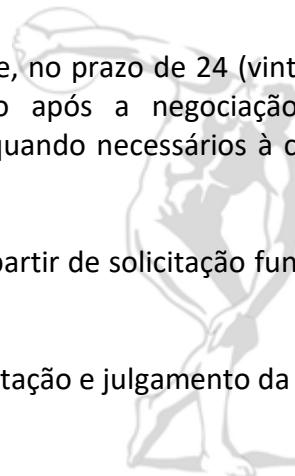 e, no prazo de 24 (vint
o após a negociação
quando necessários à c
partir de solicitação fun
tação e julgamento da